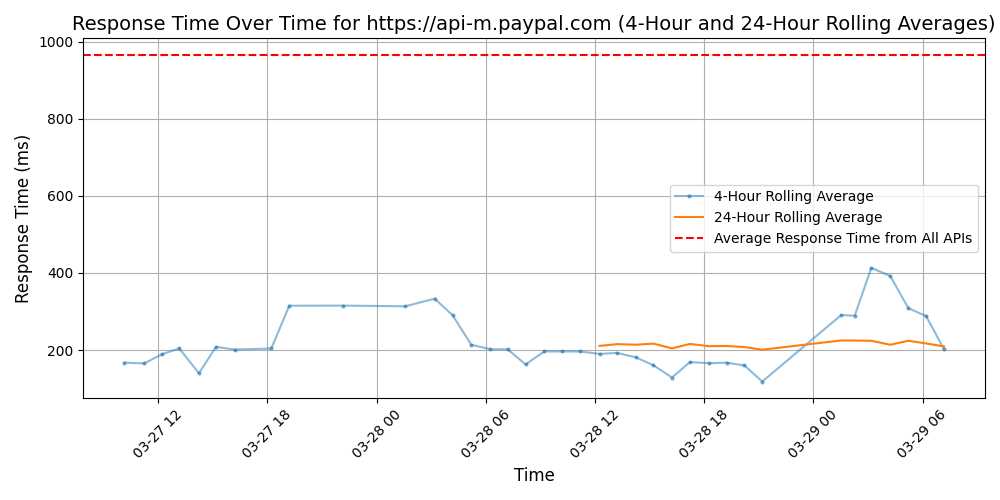 Response Time Over Time for https://api-m.paypal.com (4-Hour and 24-Hour Rolling Averages)
Response Time (ms)
1000
800
600
400
200
4-Hour Rolling Average
24-Hour Rolling Average
Average Response Time from All APIs
03-27 12
03-27 18
03-28 00
03-28 06
03-28 12
03-28 18
03-29 00
03-29 06
Time